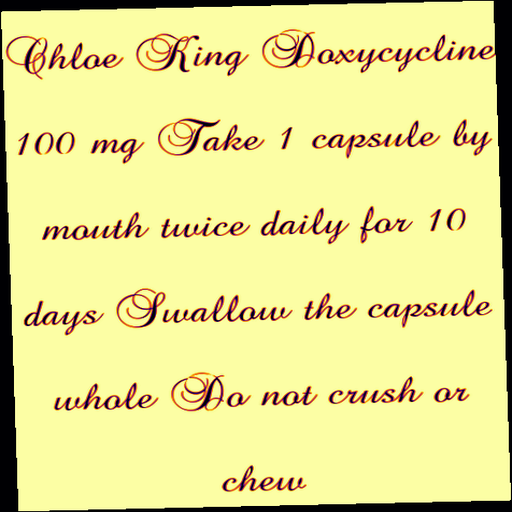 Chloe King Doxycycline
100 mg Take 1 capsule by
mouth twice daily for 10
days Swallow the capsule
whole Do not crush or
chew